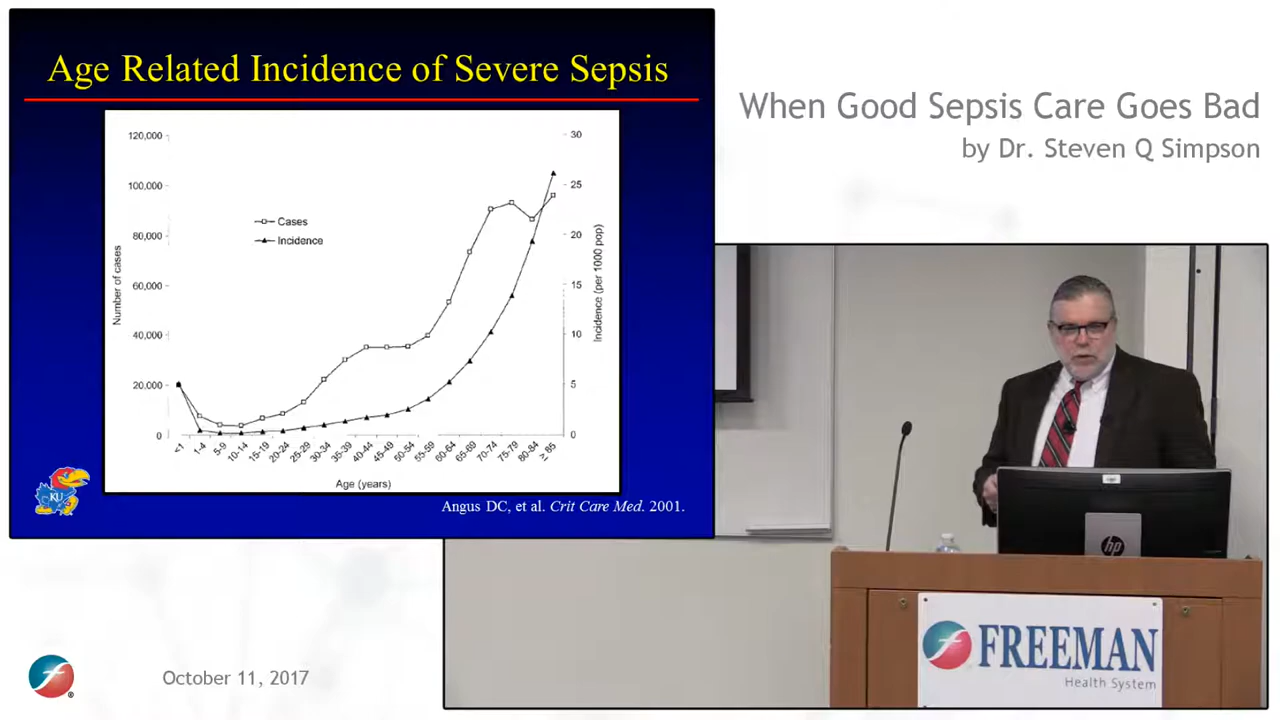 Age Related Incidence of Severe Sepsis
120,000
100,000
80,000
60,000
40,000
20,000
0
Number of cases
Cases
Incidence
30
25
20
15
10
5
0
Incidence (per 1000 pop)
<1 1-4 5-9 10-14 15-19 20-24 25-29 30-34 35-39 40-44 45-49 50-54 55-59 60-64 65-69 70-74 75-79 80-84 ≥ 85
Age (years)
KU
Angus DC, et al. Crit Care Med. 2001.
When Good Sepsis Care Goes Bad
by Dr. Steven Q Simpson
hp
FREEMAN
Health System
®
October 11, 2017